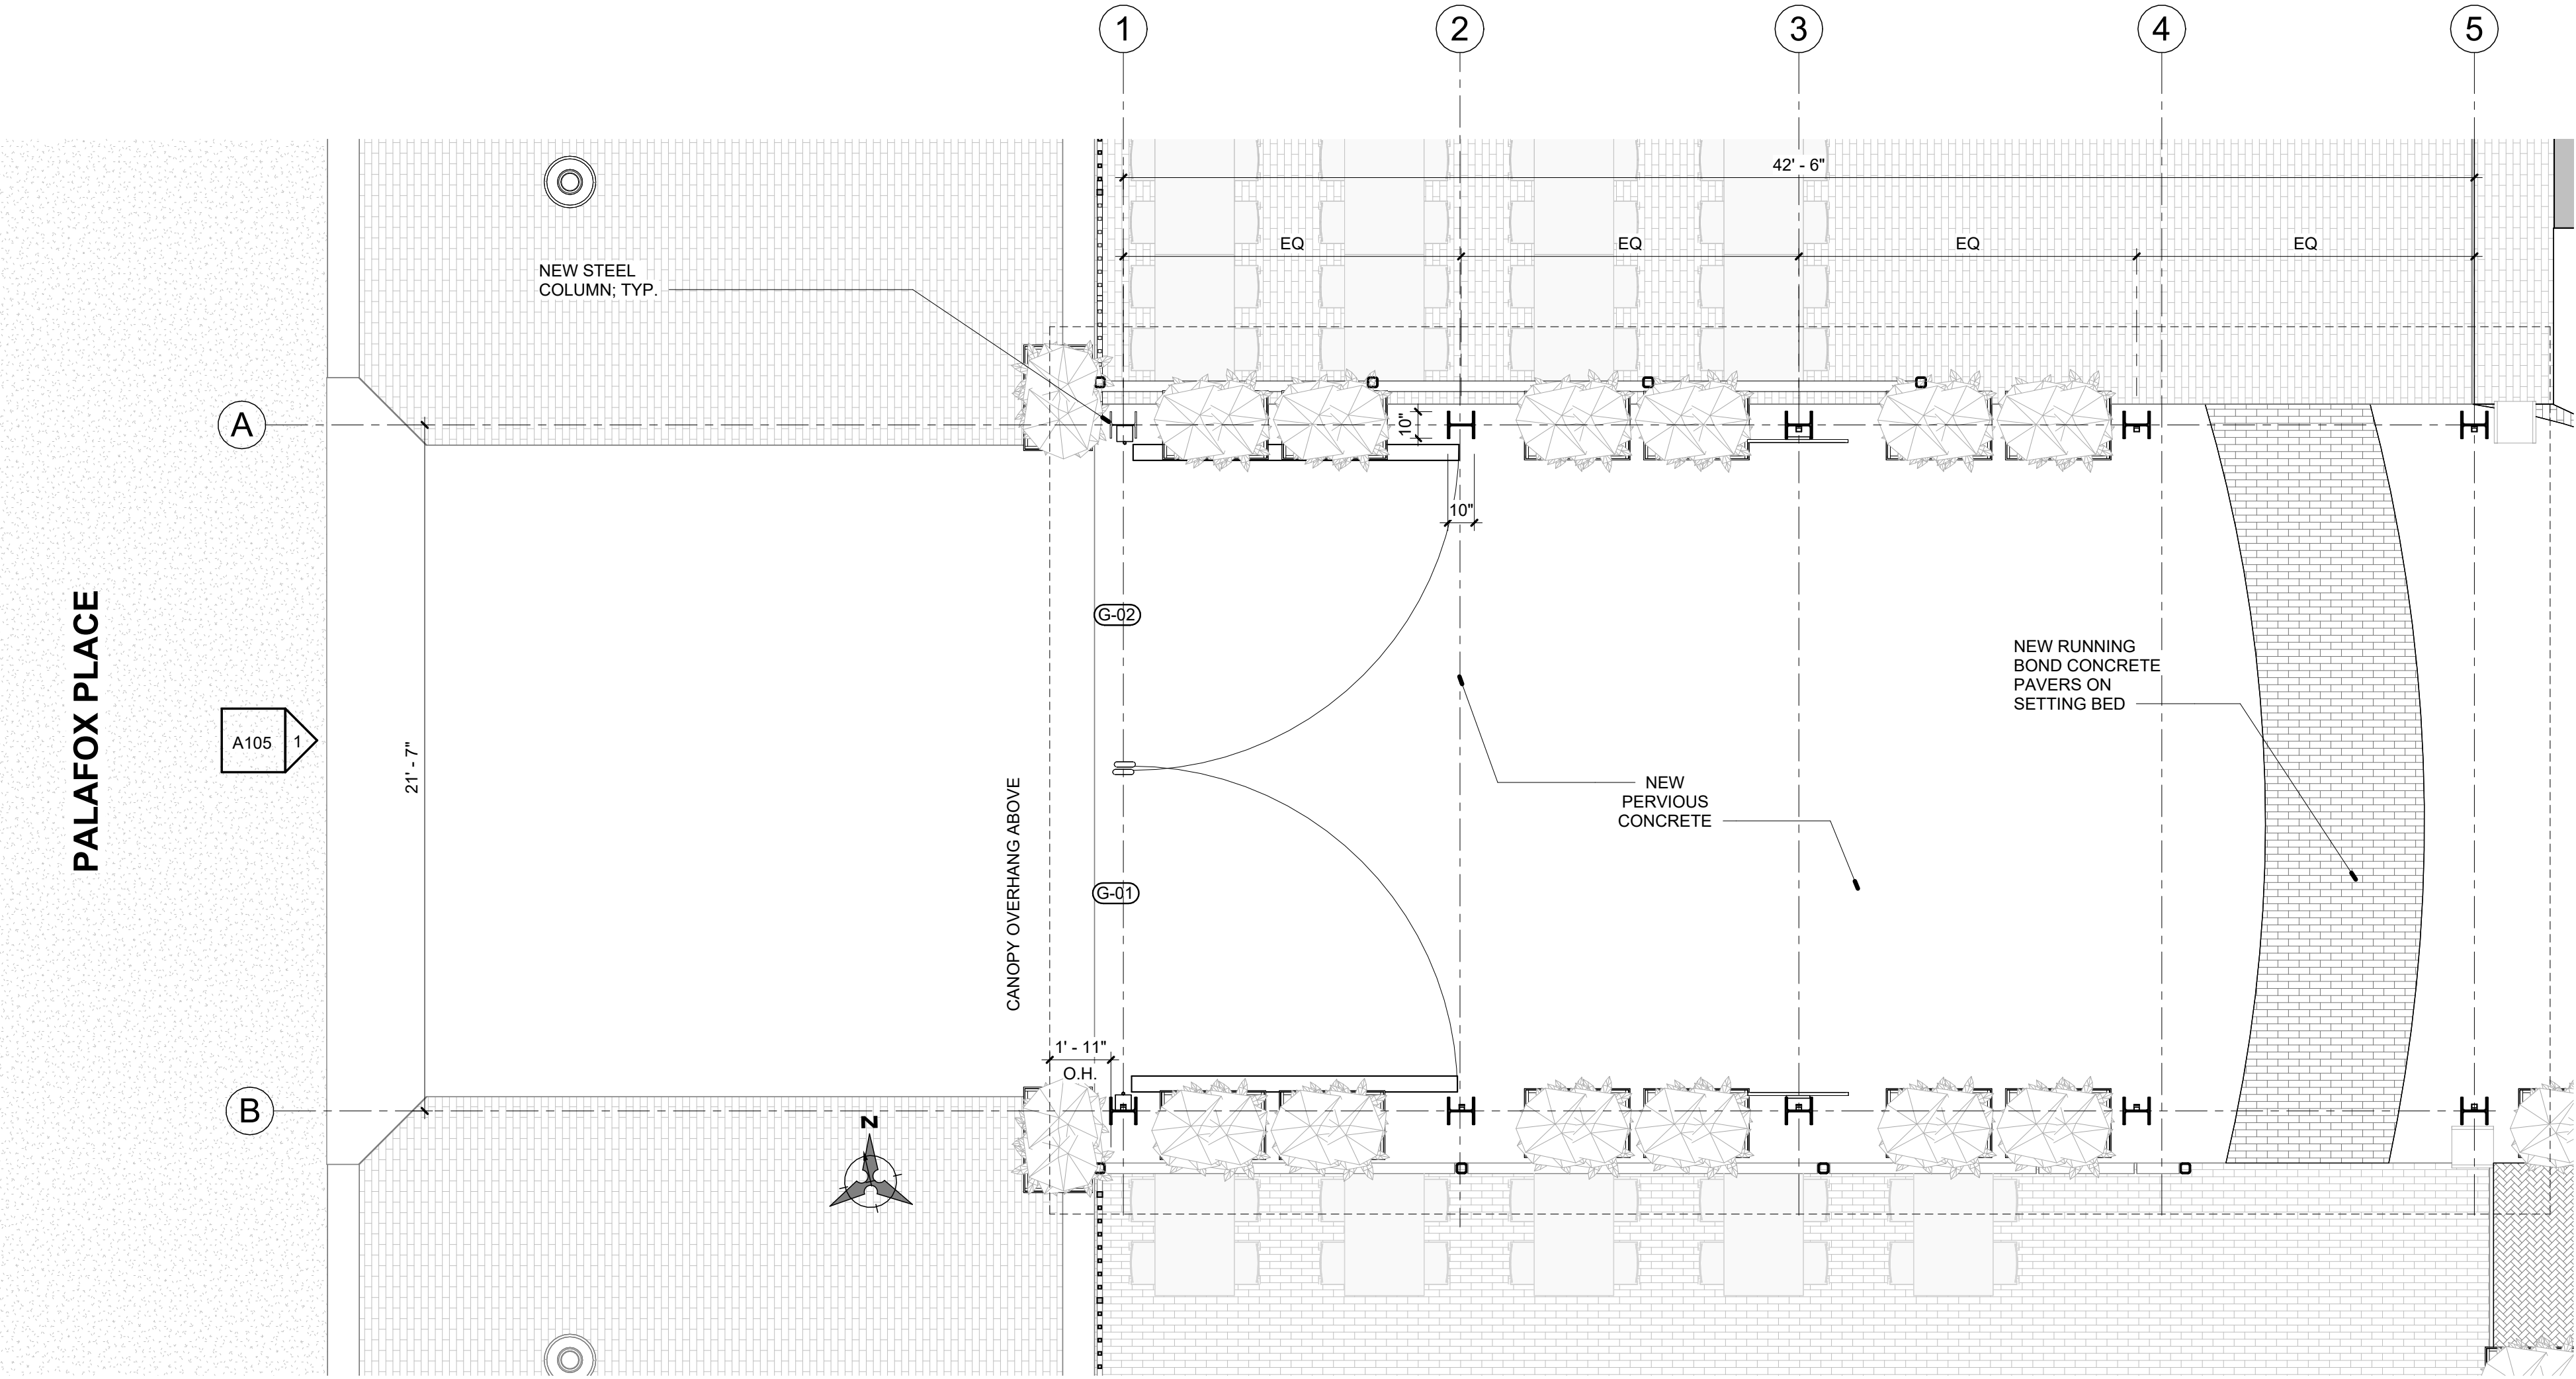 1
2
3
4
5
42' - 6"
EQ
EQ
EQ
EQ
NEW STEEL
COLUMN; TYP.
A
10"
10"
G-02
PALAFOX PLACE
A105
1
21' - 7"
CANOPY OVERHANG ABOVE
NEW RUNNING
BOND CONCRETE
PAVERS ON
SETTING BED
NEW
PERVIOUS
CONCRETE
G-01
1' - 11"
O.H.
B
N